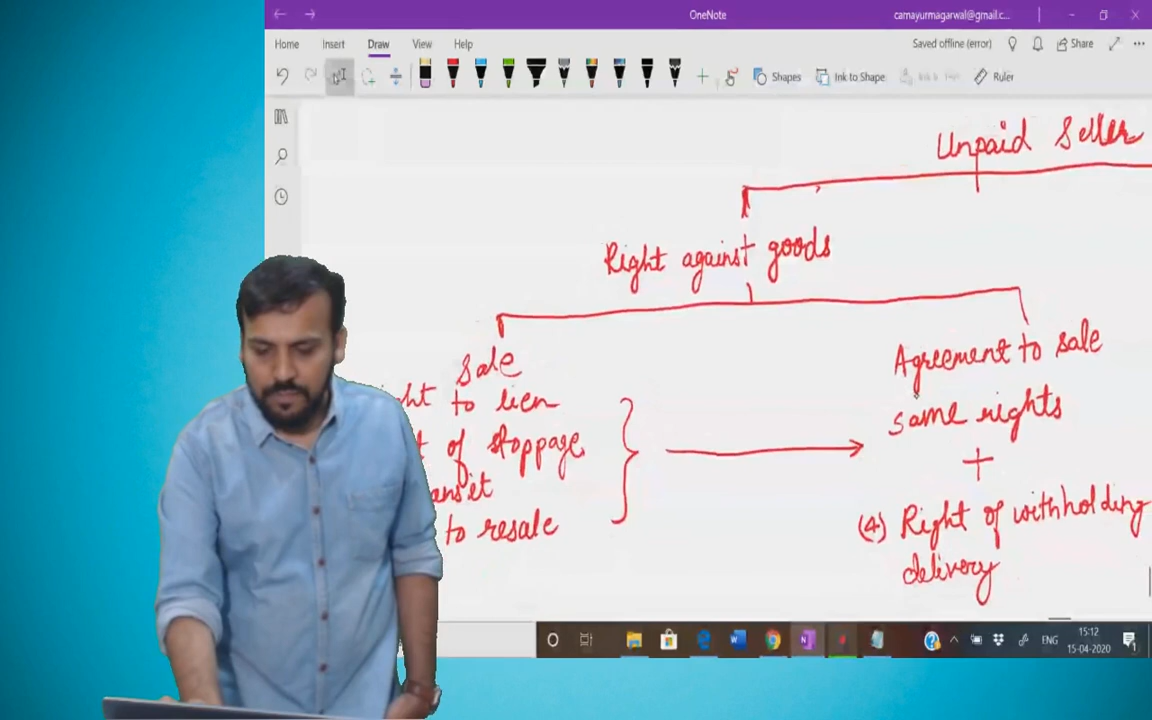 OneNote
camayurmagarwal@gmail.c...
Home Insert Draw View Help
Saved offline (error)
Share
Shapes
Ink to Shape
Ruler
Unpaid Seller
Right against goods
Sale
Agreement to sale
ht to lien
same rights
t of stoppage
+
ansit
(4) Right of withholding
to resale
delivery
ENG
15:12
15-04-2020